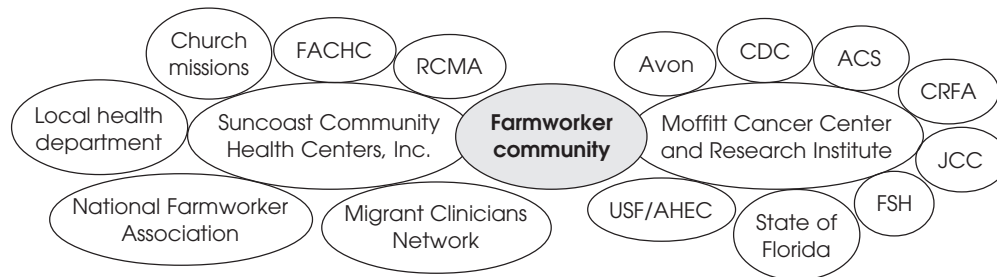 Church
missions
FACHC
RCMA
Local health
department
Suncoast Community
Health Centers, Inc.
National Farmworker
Association
Migrant Clinicians
Network
Farmworker
community
Avon
CDC
ACS
CRFA
Moffitt Cancer Center
and Research Institute
JCC
FSH
USF/AHEC
State of
Florida